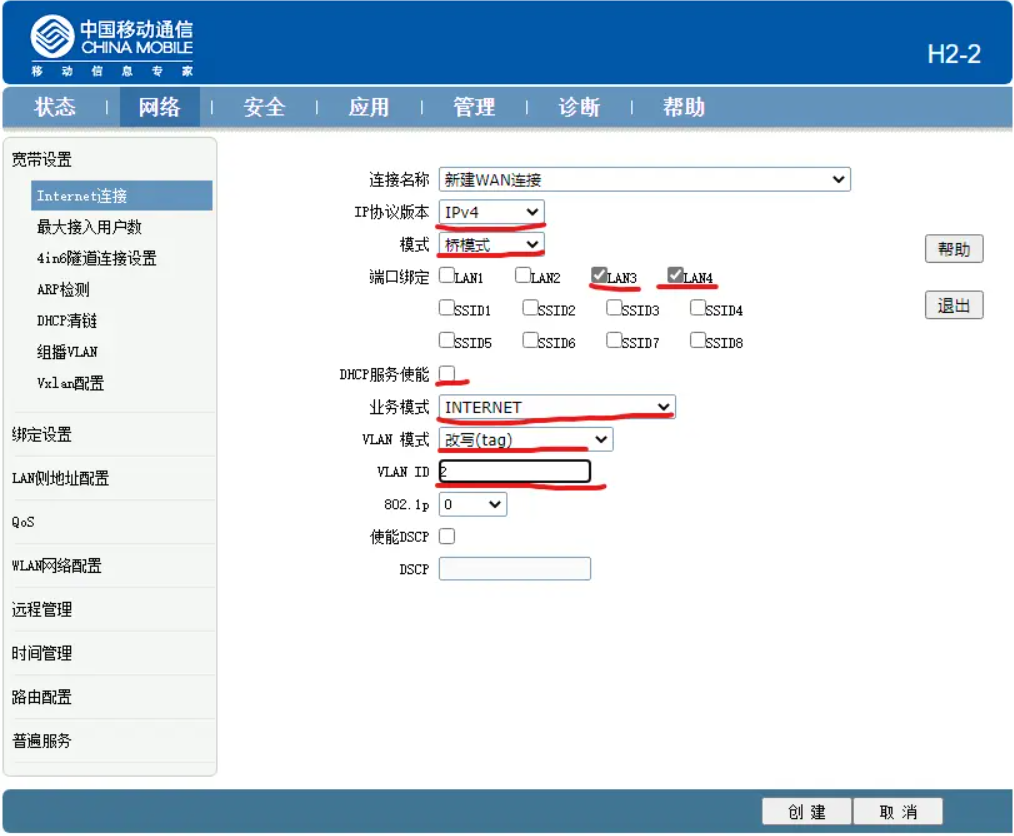 中国移动通信
CHINA MOBILE
移 动 信 息 专 家
H2-2
状态 | 网络 | 安全 | 应用 | 管理 | 诊断 | 帮助
宽带设置
Internet连接
最大接入用户数
4in6隧道连接设置
ARP检测
DHCP清链
组播VLAN
Vxlan配置
绑定设置
LAN侧地址配置
QoS
WLAN网络配置
远程管理
时间管理
路由配置
普遍服务
连接名称 新建WAN连接
IP协议版本 IPv4
模式 桥模式
端口绑定 LAN1 LAN2 LAN3 LAN4
SSID1 SSID2 SSID3 SSID4
SSID5 SSID6 SSID7 SSID8
DHCP服务使能
业务模式 INTERNET
VLAN 模式 改写(tag)
VLAN ID 2
802.1p 0
使能DSCP
DSCP
帮助
退出
创 建
取 消